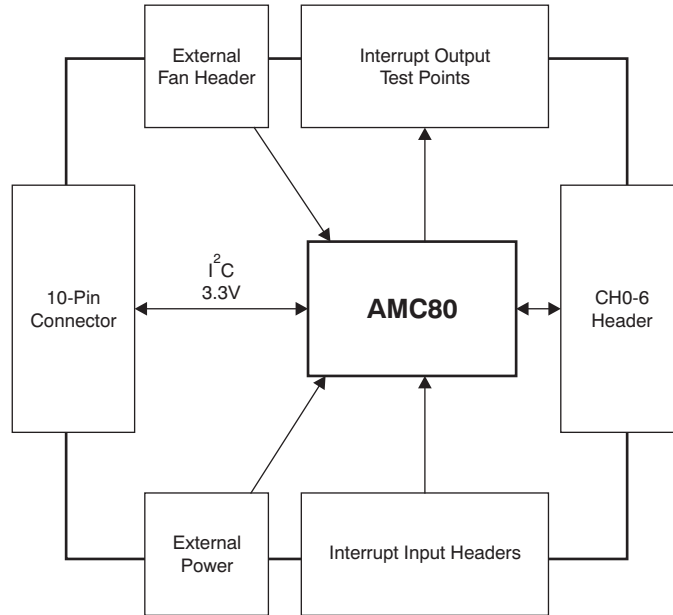 External
Fan Header
Interrupt Output
Test Points
10-Pin
Connector
I²C
3.3V
AMC80
CH0-6
Header
External
Power
Interrupt Input Headers